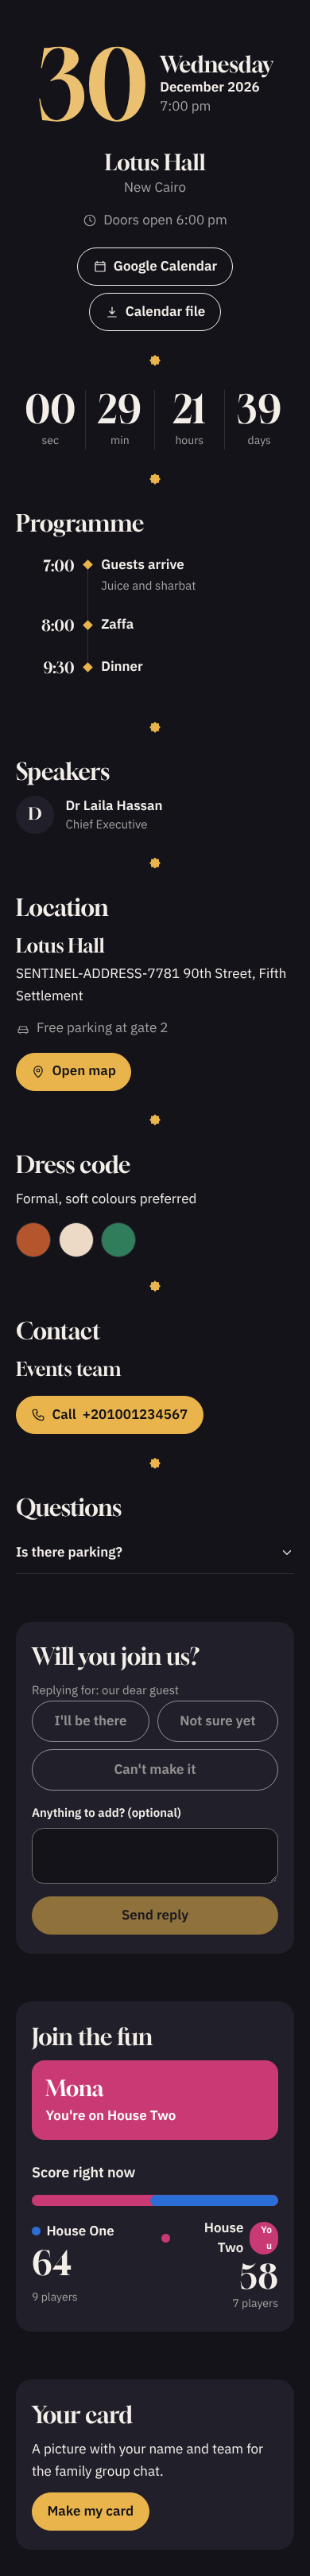 30
Wednesday
December 2026
7:00 pm
Lotus Hall
New Cairo
Doors open 6:00 pm
Google Calendar
Calendar file
00 29 21 39
sec min hours days
Programme
7:00 Guests arrive
Juice and sharbat
8:00 Zaffa
9:30 Dinner
Speakers
D
Dr Laila Hassan
Chief Executive
Location
Lotus Hall
SENTINEL-ADDRESS-7781 90th Street, Fifth
Settlement
Free parking at gate 2
Open map
Dress code
Formal, soft colours preferred
Contact
Events team
Call +201001234567
Questions
Is there parking?
Will you join us?
Replying for: our dear guest
I'll be there Not sure yet
Can't make it
Anything to add? (optional)
Send reply
Join the fun
Mona
You're on House Two
Score right now
House One
64
9 players
House
Two
Yo
u
58
7 players
Your card
A picture with your name and team for
the family group chat.
Make my card